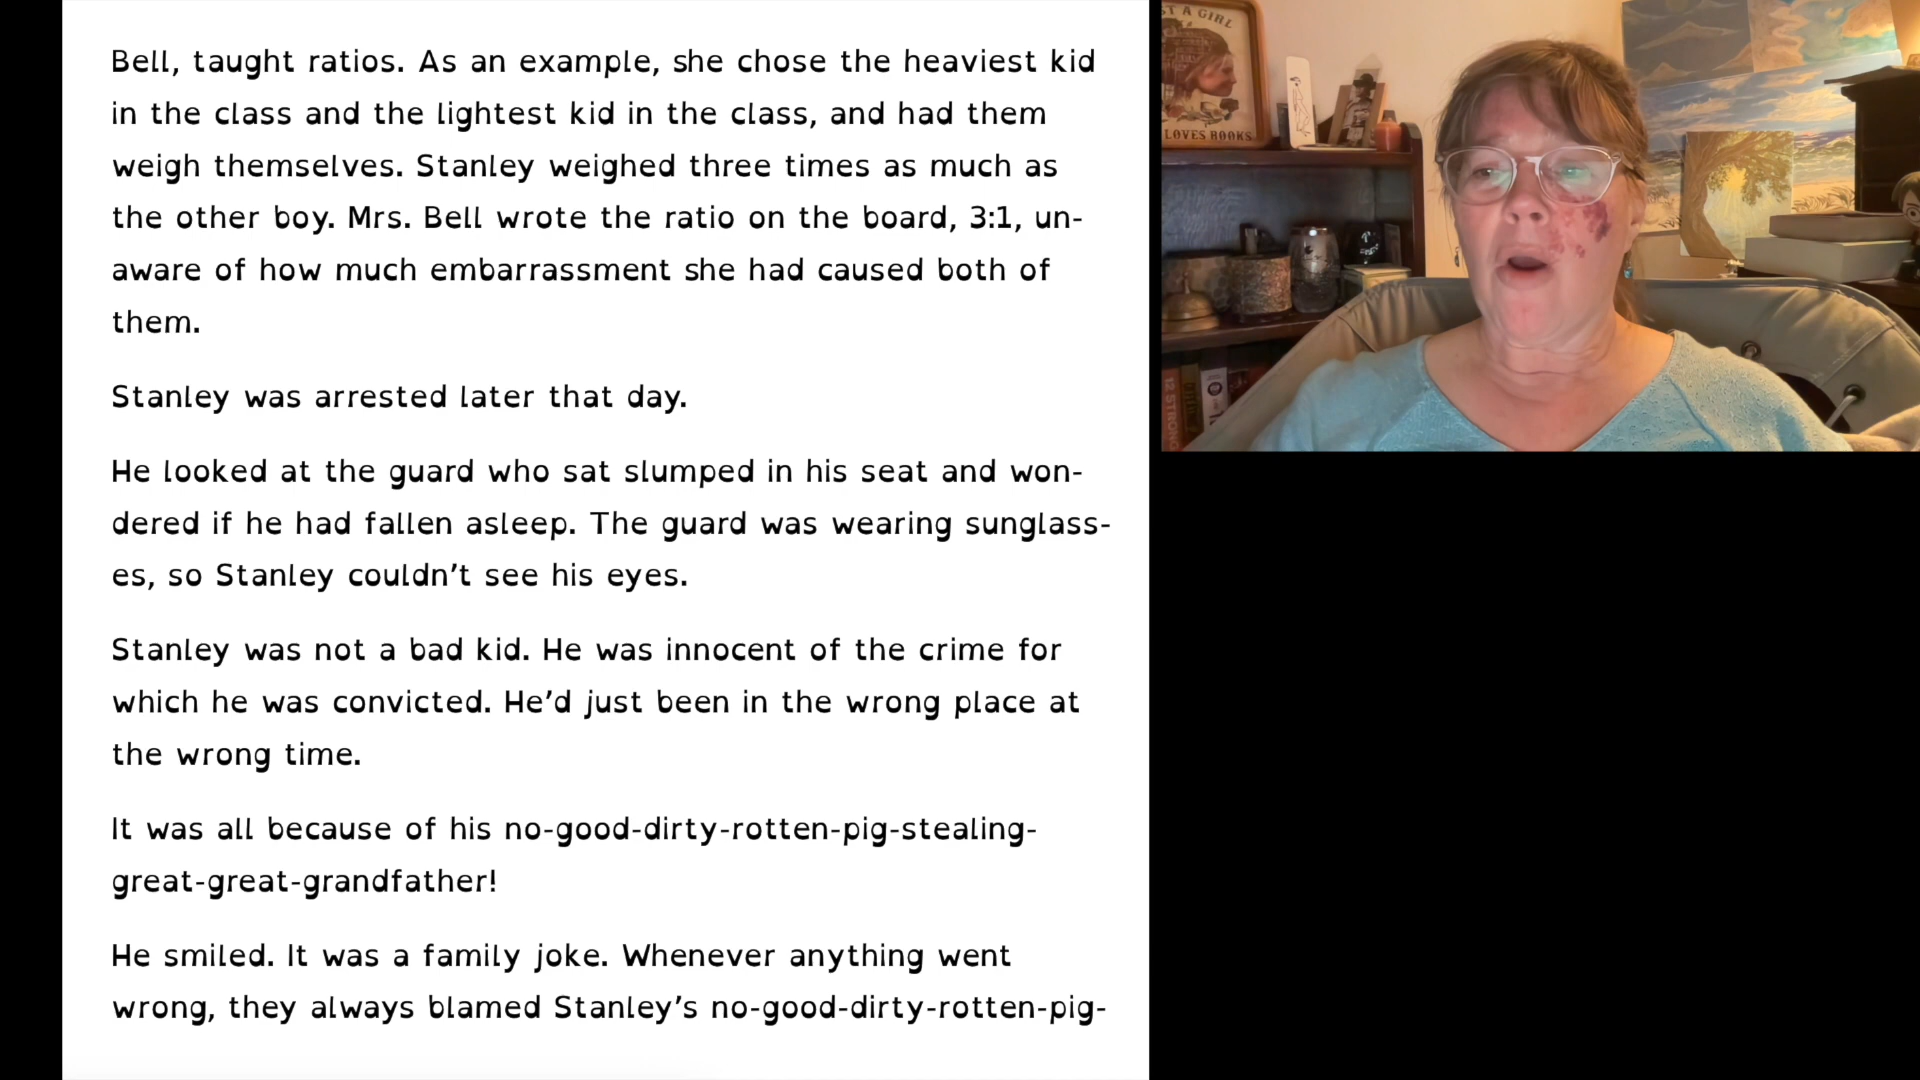 Bell, taught ratios. As an example, she chose the heaviest kid
in the class and the lightest kid in the class, and had them
weigh themselves. Stanley weighed three times as much as
the other boy. Mrs. Bell wrote the ratio on the board, 3:1, un-
aware of how much embarrassment she had caused both of
them.
Stanley was arrested later that day.
He looked at the guard who sat slumped in his seat and won-
dered if he had fallen asleep. The guard was wearing sunglass-
es, so Stanley couldn’t see his eyes.
Stanley was not a bad kid. He was innocent of the crime for
which he was convicted. He’d just been in the wrong place at
the wrong time.
It was all because of his no-good-dirty-rotten-pig-stealing-
great-great-grandfather!
He smiled. It was a family joke. Whenever anything went
wrong, they always blamed Stanley’s no-good-dirty-rotten-pig-
A GIRL
LOVES BOOKS
12 STRONG